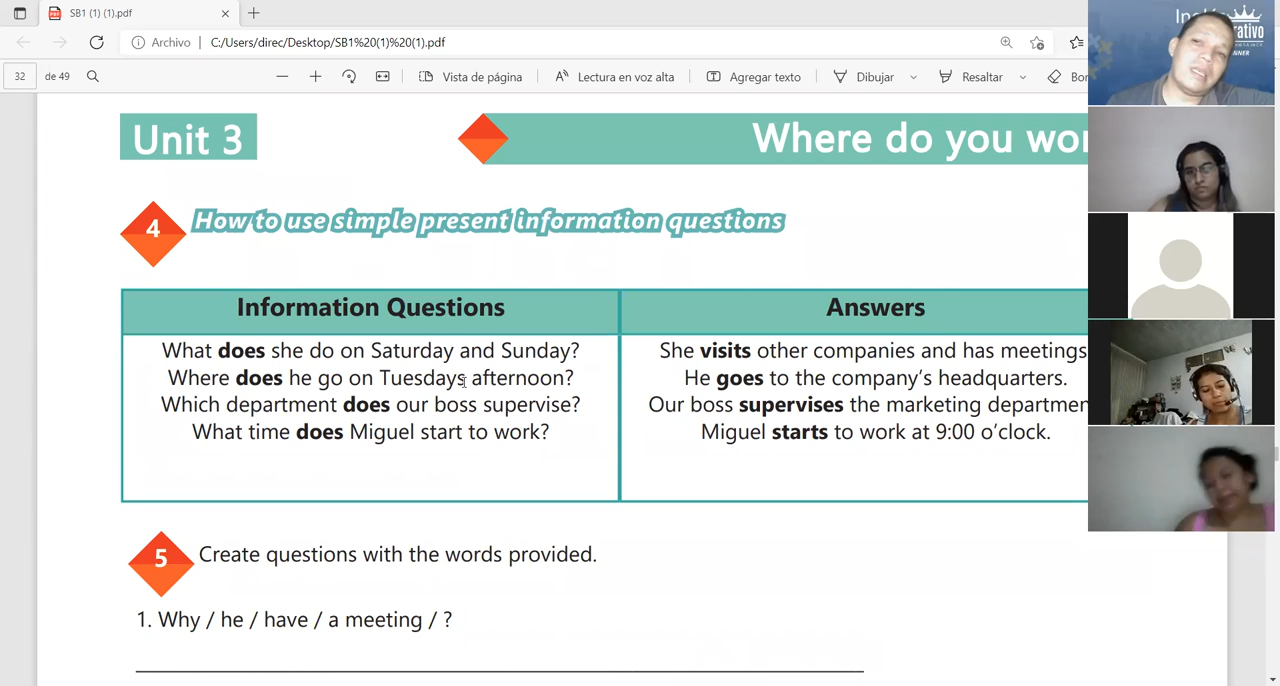 SB1 (1) (1).pdf
Archivo C:/Users/direc/Desktop/SB1%20(1)%20(1).pdf
32 de 49 Vista de página Lectura en voz alta Agregar texto Dibujar Resaltar
Unit 3
Where do you
4 How to use simple present information questions
Information Questions Answers
What does she do on Saturday and Sunday? She visits other companies and has meetings
Where does he go on Tuesdays afternoon? He goes to the company's headquarters.
Which department does our boss supervise? Our boss supervises the marketing
What time does Miguel start to work? Miguel starts to work at 9:00 o'clock.
5 Create questions with the words provided.
1. Why / he / have / a meeting / ?